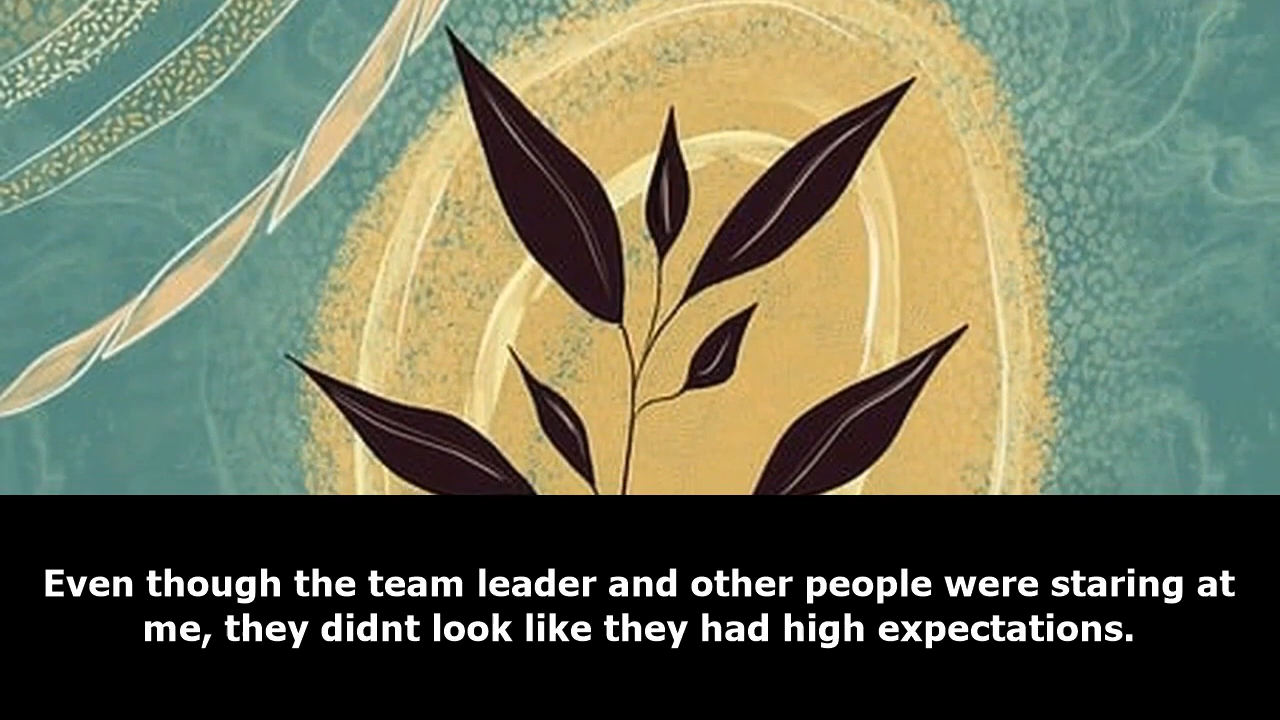 Even though the team leader and other people were staring at
me, they didnt look like they had high expectations.